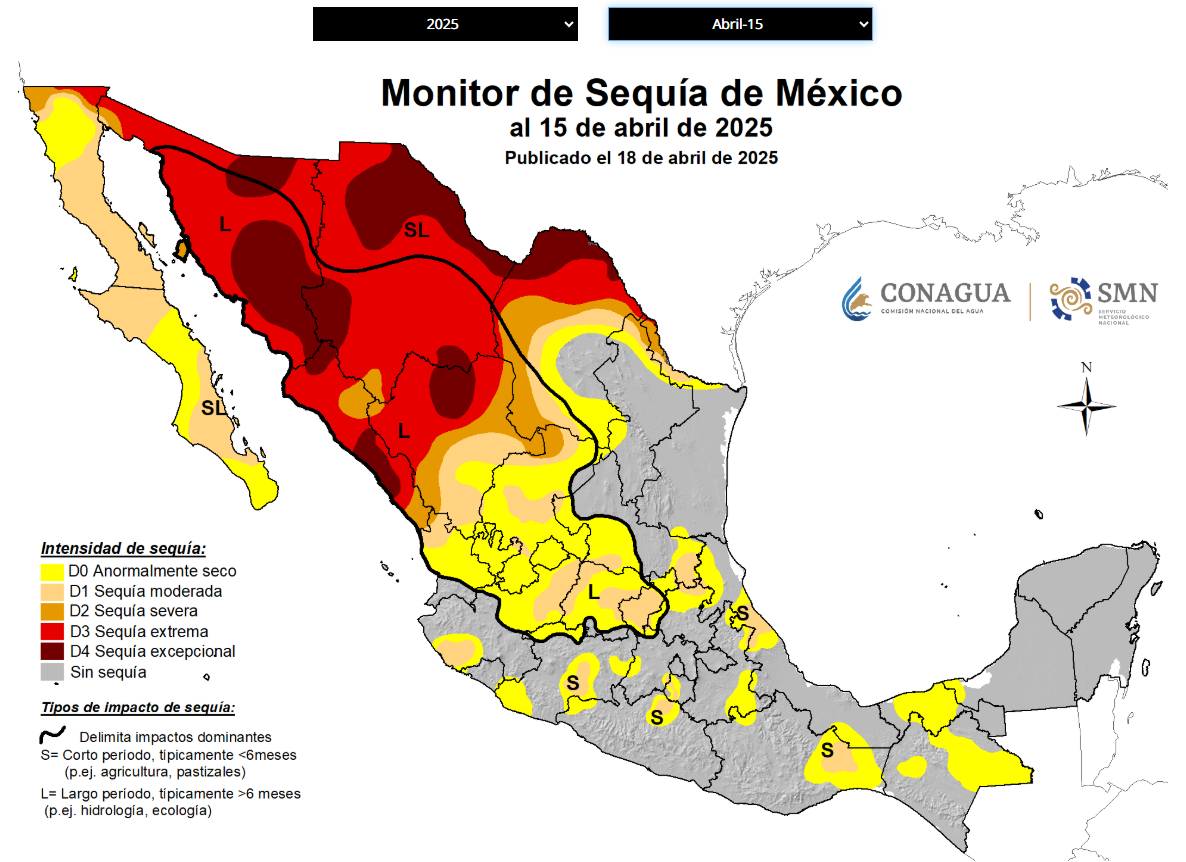 2025
Abril-15
Monitor de Sequía de México
al 15 de abril de 2025
Publicado el 18 de abril de 2025
L
SL
CONAGUA
COMISIÓN NACIONAL DEL AGUA
SMN
SERVICIO
METEOROLÓGICO
NACIONAL
N
SL
L
Intensidad de sequía:
D0 Anormalmente seco
D1 Sequía moderada
D2 Sequía severa
D3 Sequía extrema
D4 Sequía excepcional
Sin sequía
L
S
S
S
S
Tipos de impacto de sequía:
Delimita impactos dominantes
S= Corto período, típicamente <6meses
(p.ej. agricultura, pastizales)
L= Largo período, típicamente >6 meses
(p.ej. hidrología, ecología)